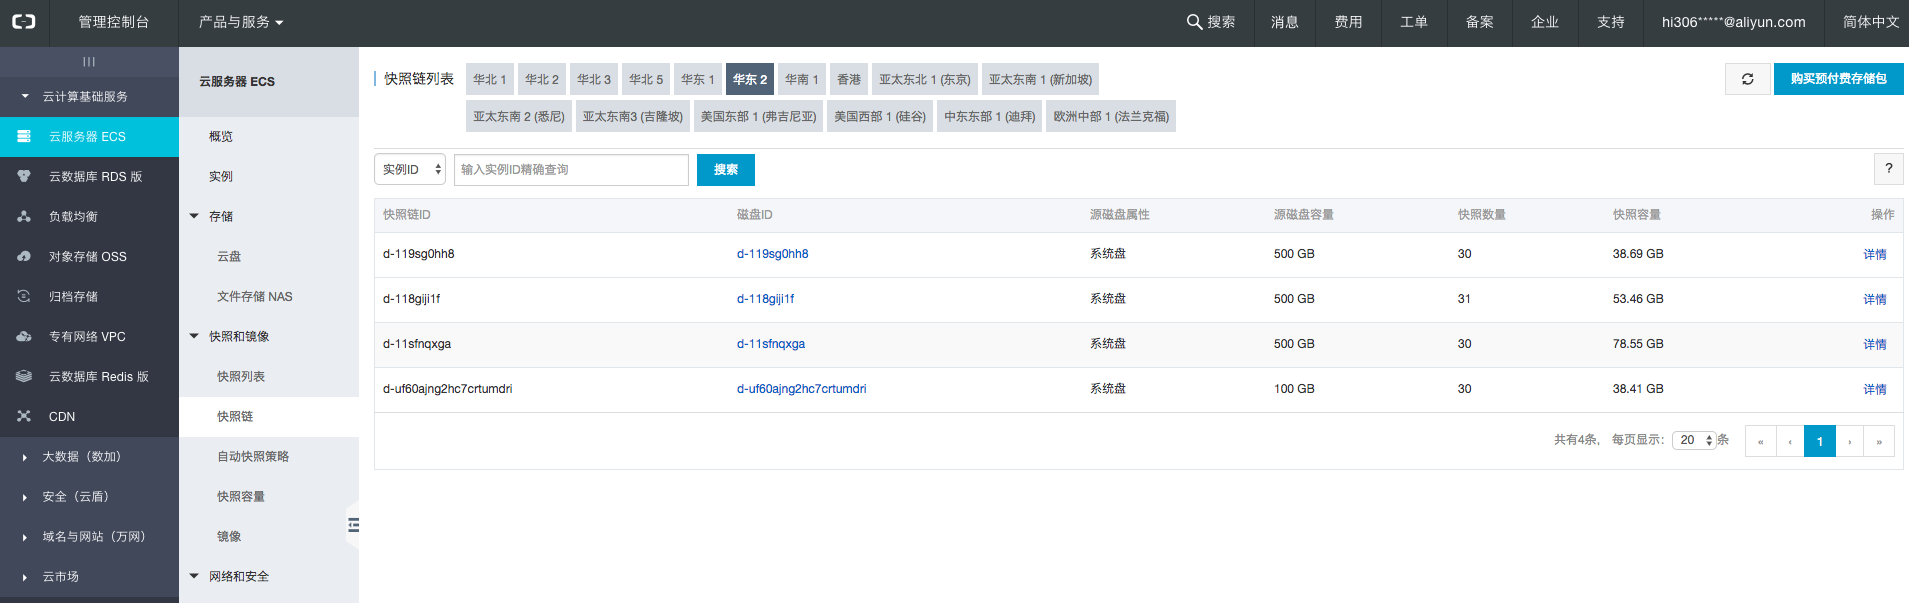 管理控制台 产品与服务 搜索 消息 费用 工单 备案 企业 支持 hi306*****@aliyun.com 简体中文
云计算基础服务
云服务器 ECS
云数据库 RDS 版
负载均衡
对象存储 OSS
归档存储
专有网络 VPC
云数据库 Redis 版
CDN
大数据（数加）
安全（云盾）
域名与网站（万网）
云市场
云服务器 ECS
概览
实例
存储
云盘
文件存储 NAS
快照和镜像
快照列表
快照链
自动快照策略
快照容量
镜像
网络和安全
快照链列表 华北 1 华北 2 华北 3 华北 5 华东 1 华东 2 华南 1 香港 亚太东北 1 (东京) 亚太东南 1 (新加坡) 购买预付费存储包
亚太东南 2 (悉尼) 亚太东南3 (吉隆坡) 美国东部 1 (弗吉尼亚) 美国西部 1 (硅谷) 中东东部 1 (迪拜) 欧洲中部 1 (法兰克福)
实例ID 输入实例ID精确查询 搜索 ?
快照链ID 磁盘ID 源磁盘属性 源磁盘容量 快照数量 快照容量 操作
d-119sg0hh8 d-119sg0hh8 系统盘 500 GB 30 38.69 GB 详情
d-118giji1f d-118giji1f 系统盘 500 GB 31 53.46 GB 详情
d-11sfnqxga d-11sfnqxga 系统盘 500 GB 30 78.55 GB 详情
d-uf60ajng2hc7crtumdri d-uf60ajng2hc7crtumdri 系统盘 100 GB 30 38.41 GB 详情
共有4条， 每页显示： 20 条 « ‹ 1 › »